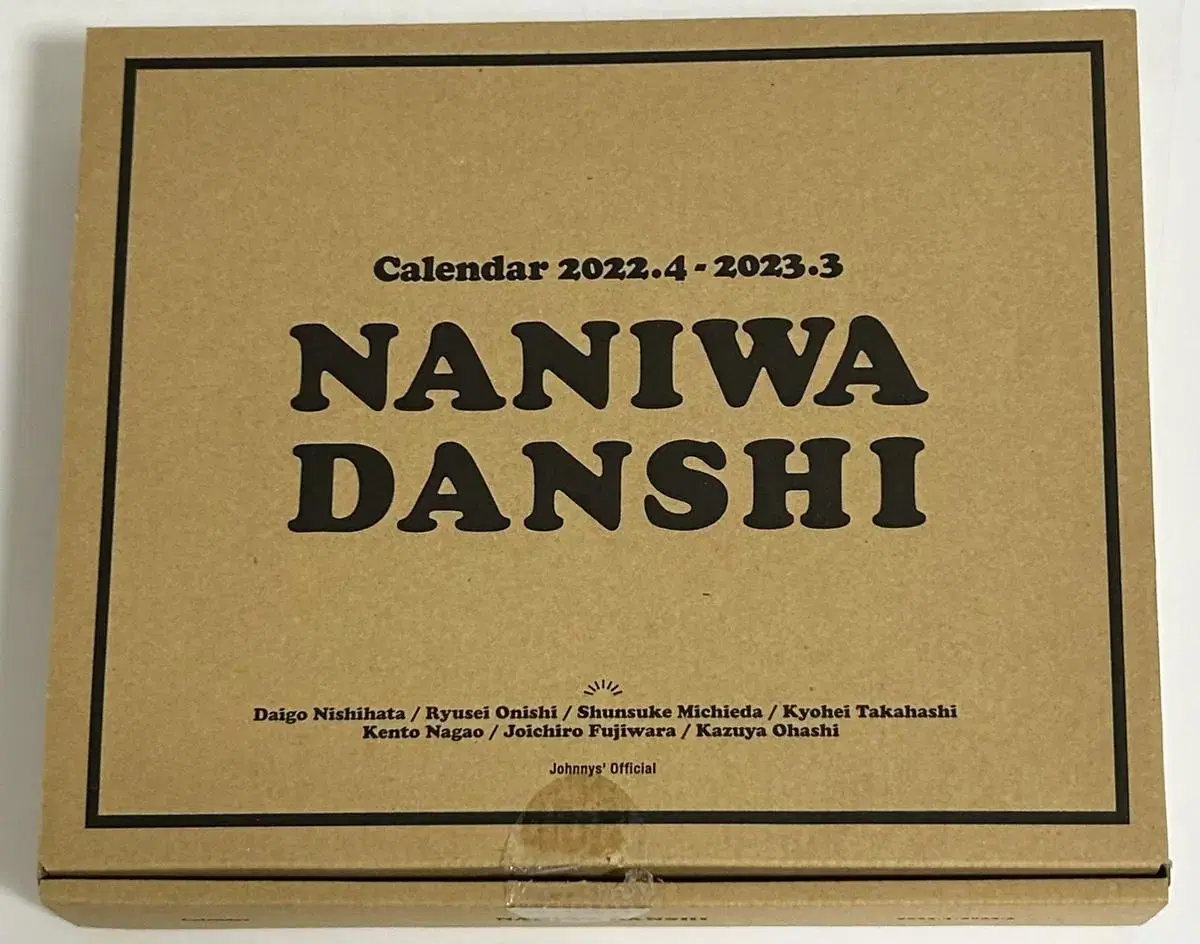 Calendar 2022.4-2023.3
NANIWA
DANSHI
Daigo Nishihata / Ryusei Onishi / Shunsuke Michieda / Kyohei Takahashi
Kento Nagao / Joichiro Fujiwara / Kazuya Ohashi
Johnnys' Official